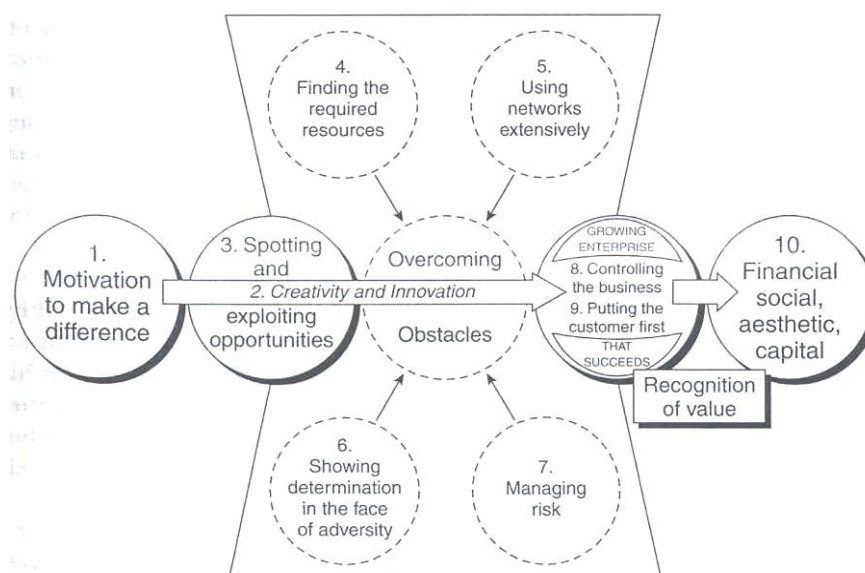 4.
Finding the
required
resources
5.
Using
networks
extensively
1.
Motivation
to make a
difference
3. Spotting
and
2. Creativity and Innovation
exploiting
opportunities
Overcoming
Obstacles
GROWING
ENTERPRISE
8. Controlling
the business
9. Putting the
customer first
THAT
SUCCEEDS
10.
Financial
social,
aesthetic,
capital
Recognition
of value
6.
Showing
determination
in the face
of adversity
7.
Managing
risk